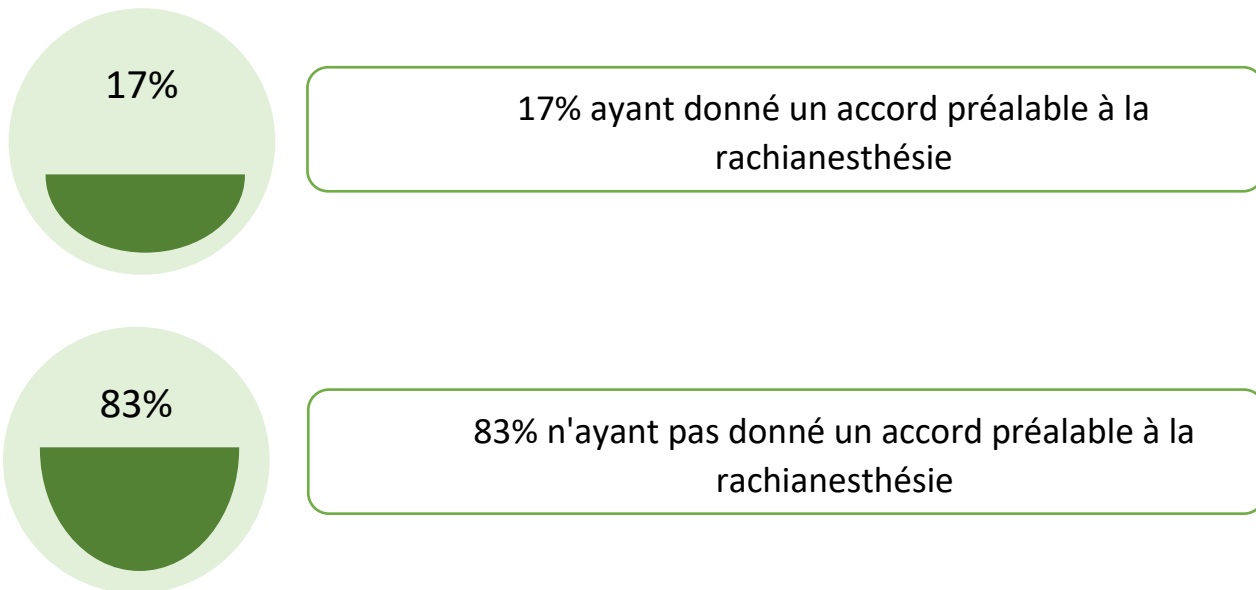 17%
17% ayant donné un accord préalable à la
rachianesthésie
83%
83% n'ayant pas donné un accord préalable à la
rachianesthésie